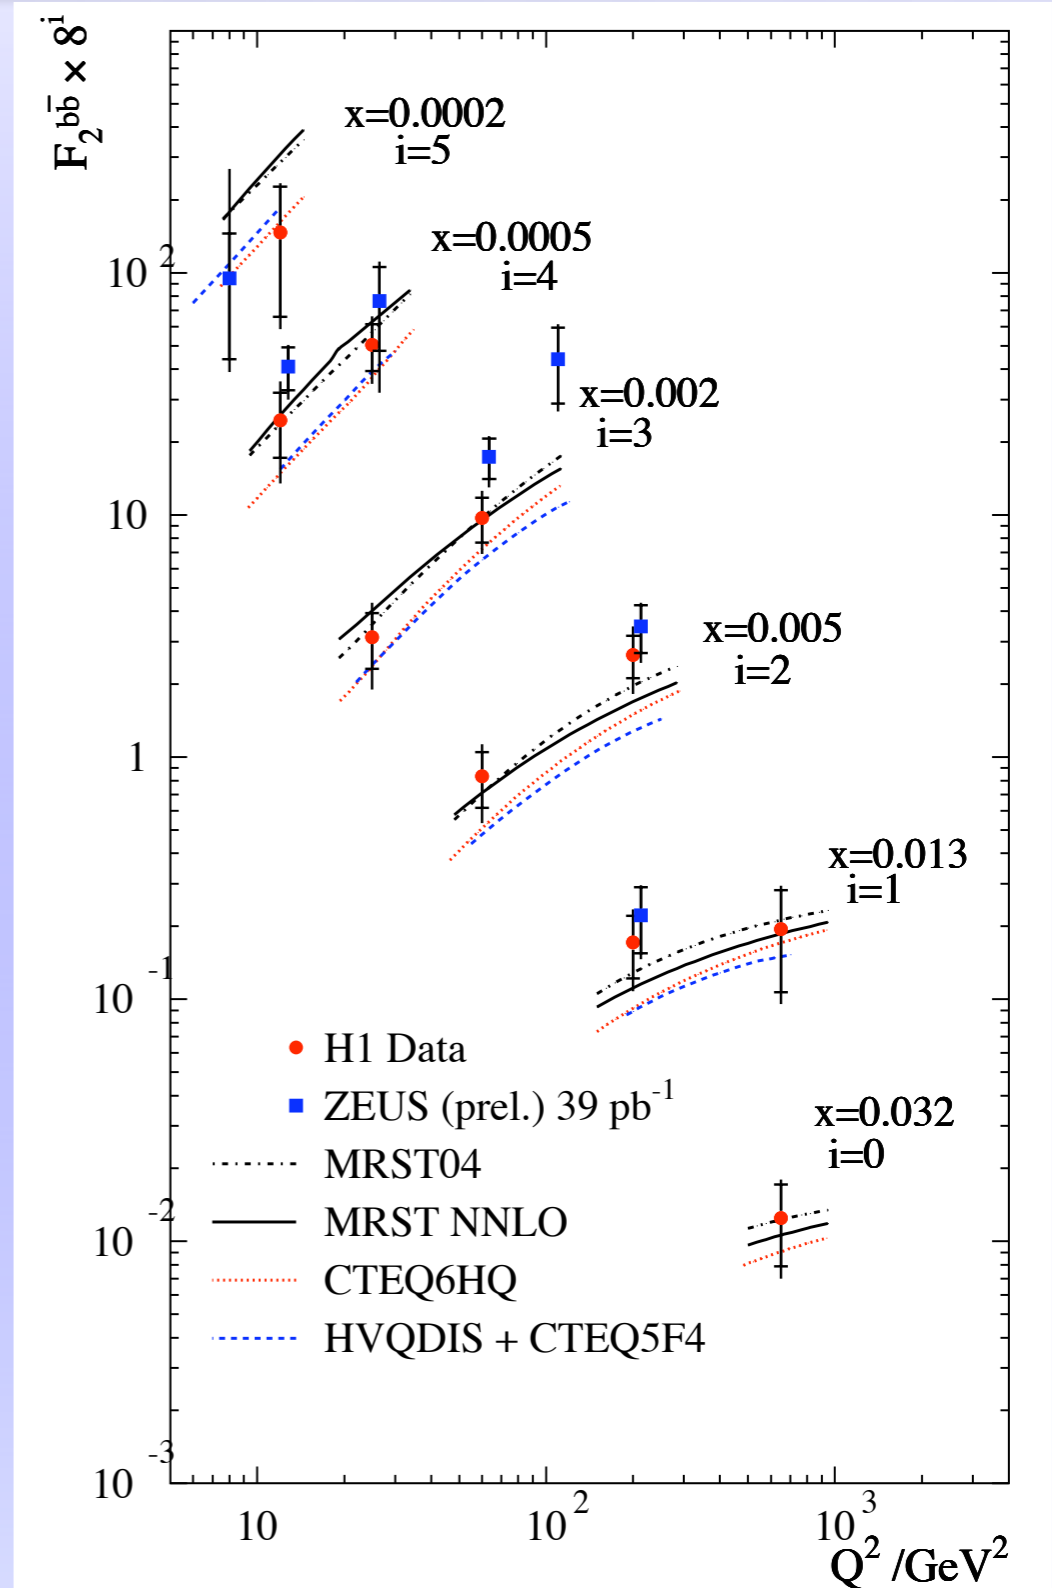 F₂ᵇᵇ̄ × 8ⁱ
x=0.0002
i=5
x=0.0005
i=4
10²
x=0.002
i=3
10
x=0.005
i=2
1
x=0.013
i=1
10⁻¹
H1 Data
ZEUS (prel.) 39 pb⁻¹
x=0.032
i=0
MRST04
MRST NNLO
10⁻²
CTEQ6HQ
HVQDIS + CTEQ5F4
10⁻³
10 10² 10³
Q² /GeV²